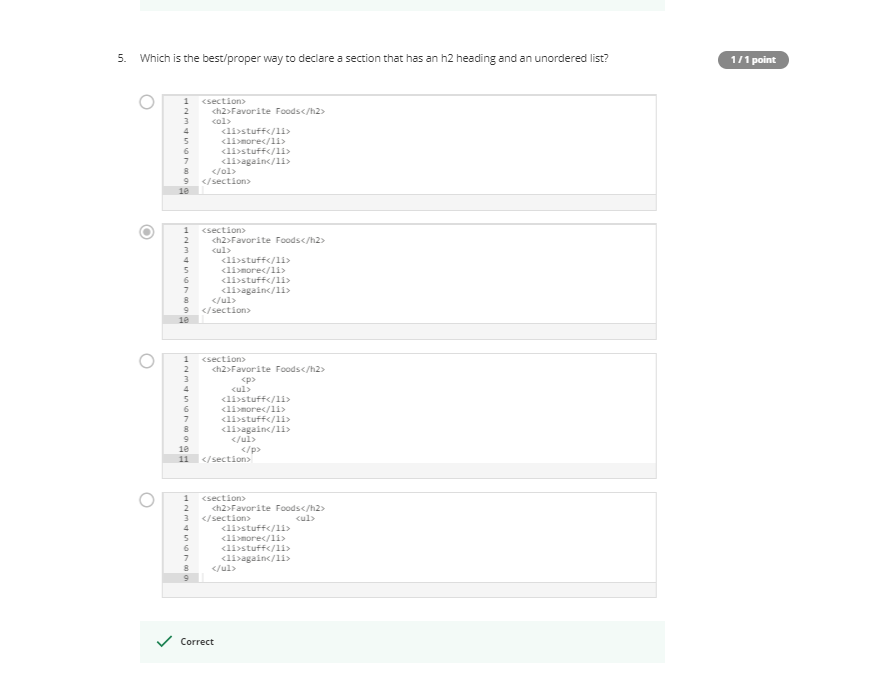 5. Which is the best/proper way to declare a section that has an h2 heading and an unordered list?
1 / 1 point
1 <section>
2 <h2>Favorite Foods</h2>
3 <ol>
4 <li>stuff</li>
5 <li>more</li>
6 <li>stuff</li>
7 <li>again</li>
8 </ol>
9 </section>
10
1 <section>
2 <h2>Favorite Foods</h2>
3 <ul>
4 <li>stuff</li>
5 <li>more</li>
6 <li>stuff</li>
7 <li>again</li>
8 </ul>
9 </section>
10
1 <section>
2 <h2>Favorite Foods</h2>
3 <p>
4 <ul>
5 <li>stuff</li>
6 <li>more</li>
7 <li>stuff</li>
8 <li>again</li>
9 </ul>
10 </p>
11 </section>
1 <section>
2 <h2>Favorite Foods</h2>
3 </section> <ul>
4 <li>stuff</li>
5 <li>more</li>
6 <li>stuff</li>
7 <li>again</li>
8 </ul>
9
Correct